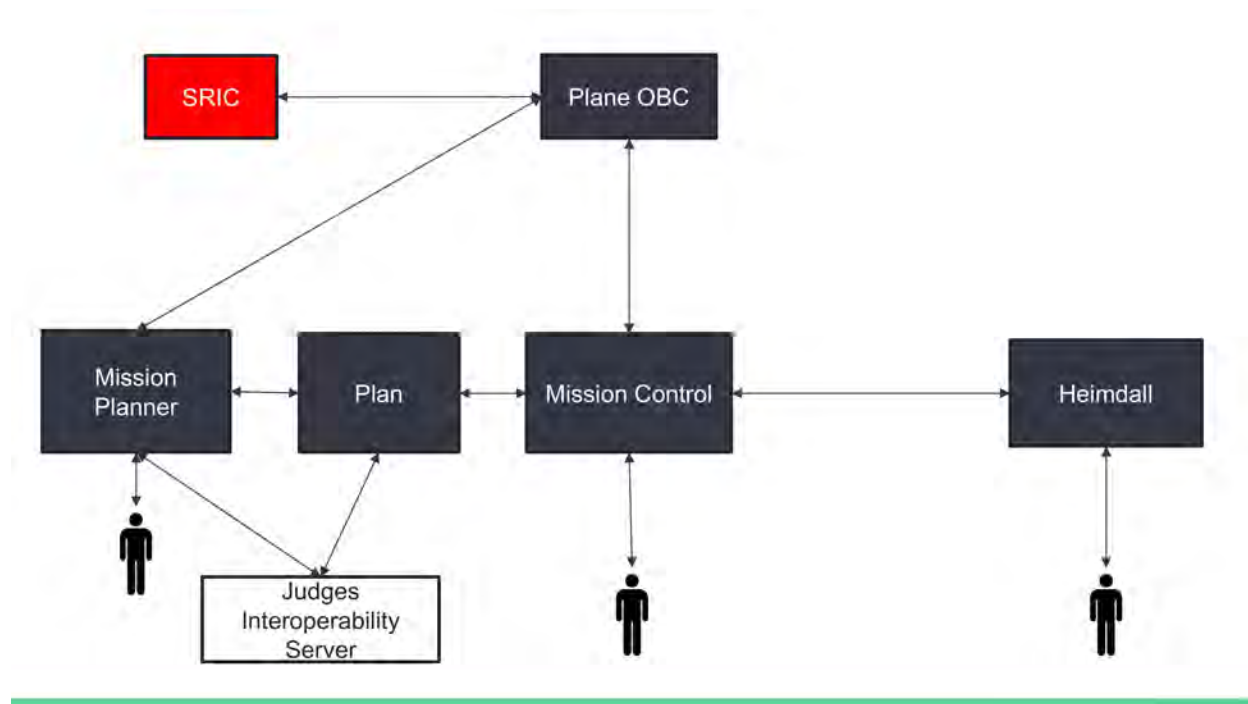 SRIC
Plane OBC
Mission
Planner
Plan
Mission Control
Heimdall
Judges
Interoperability
Server